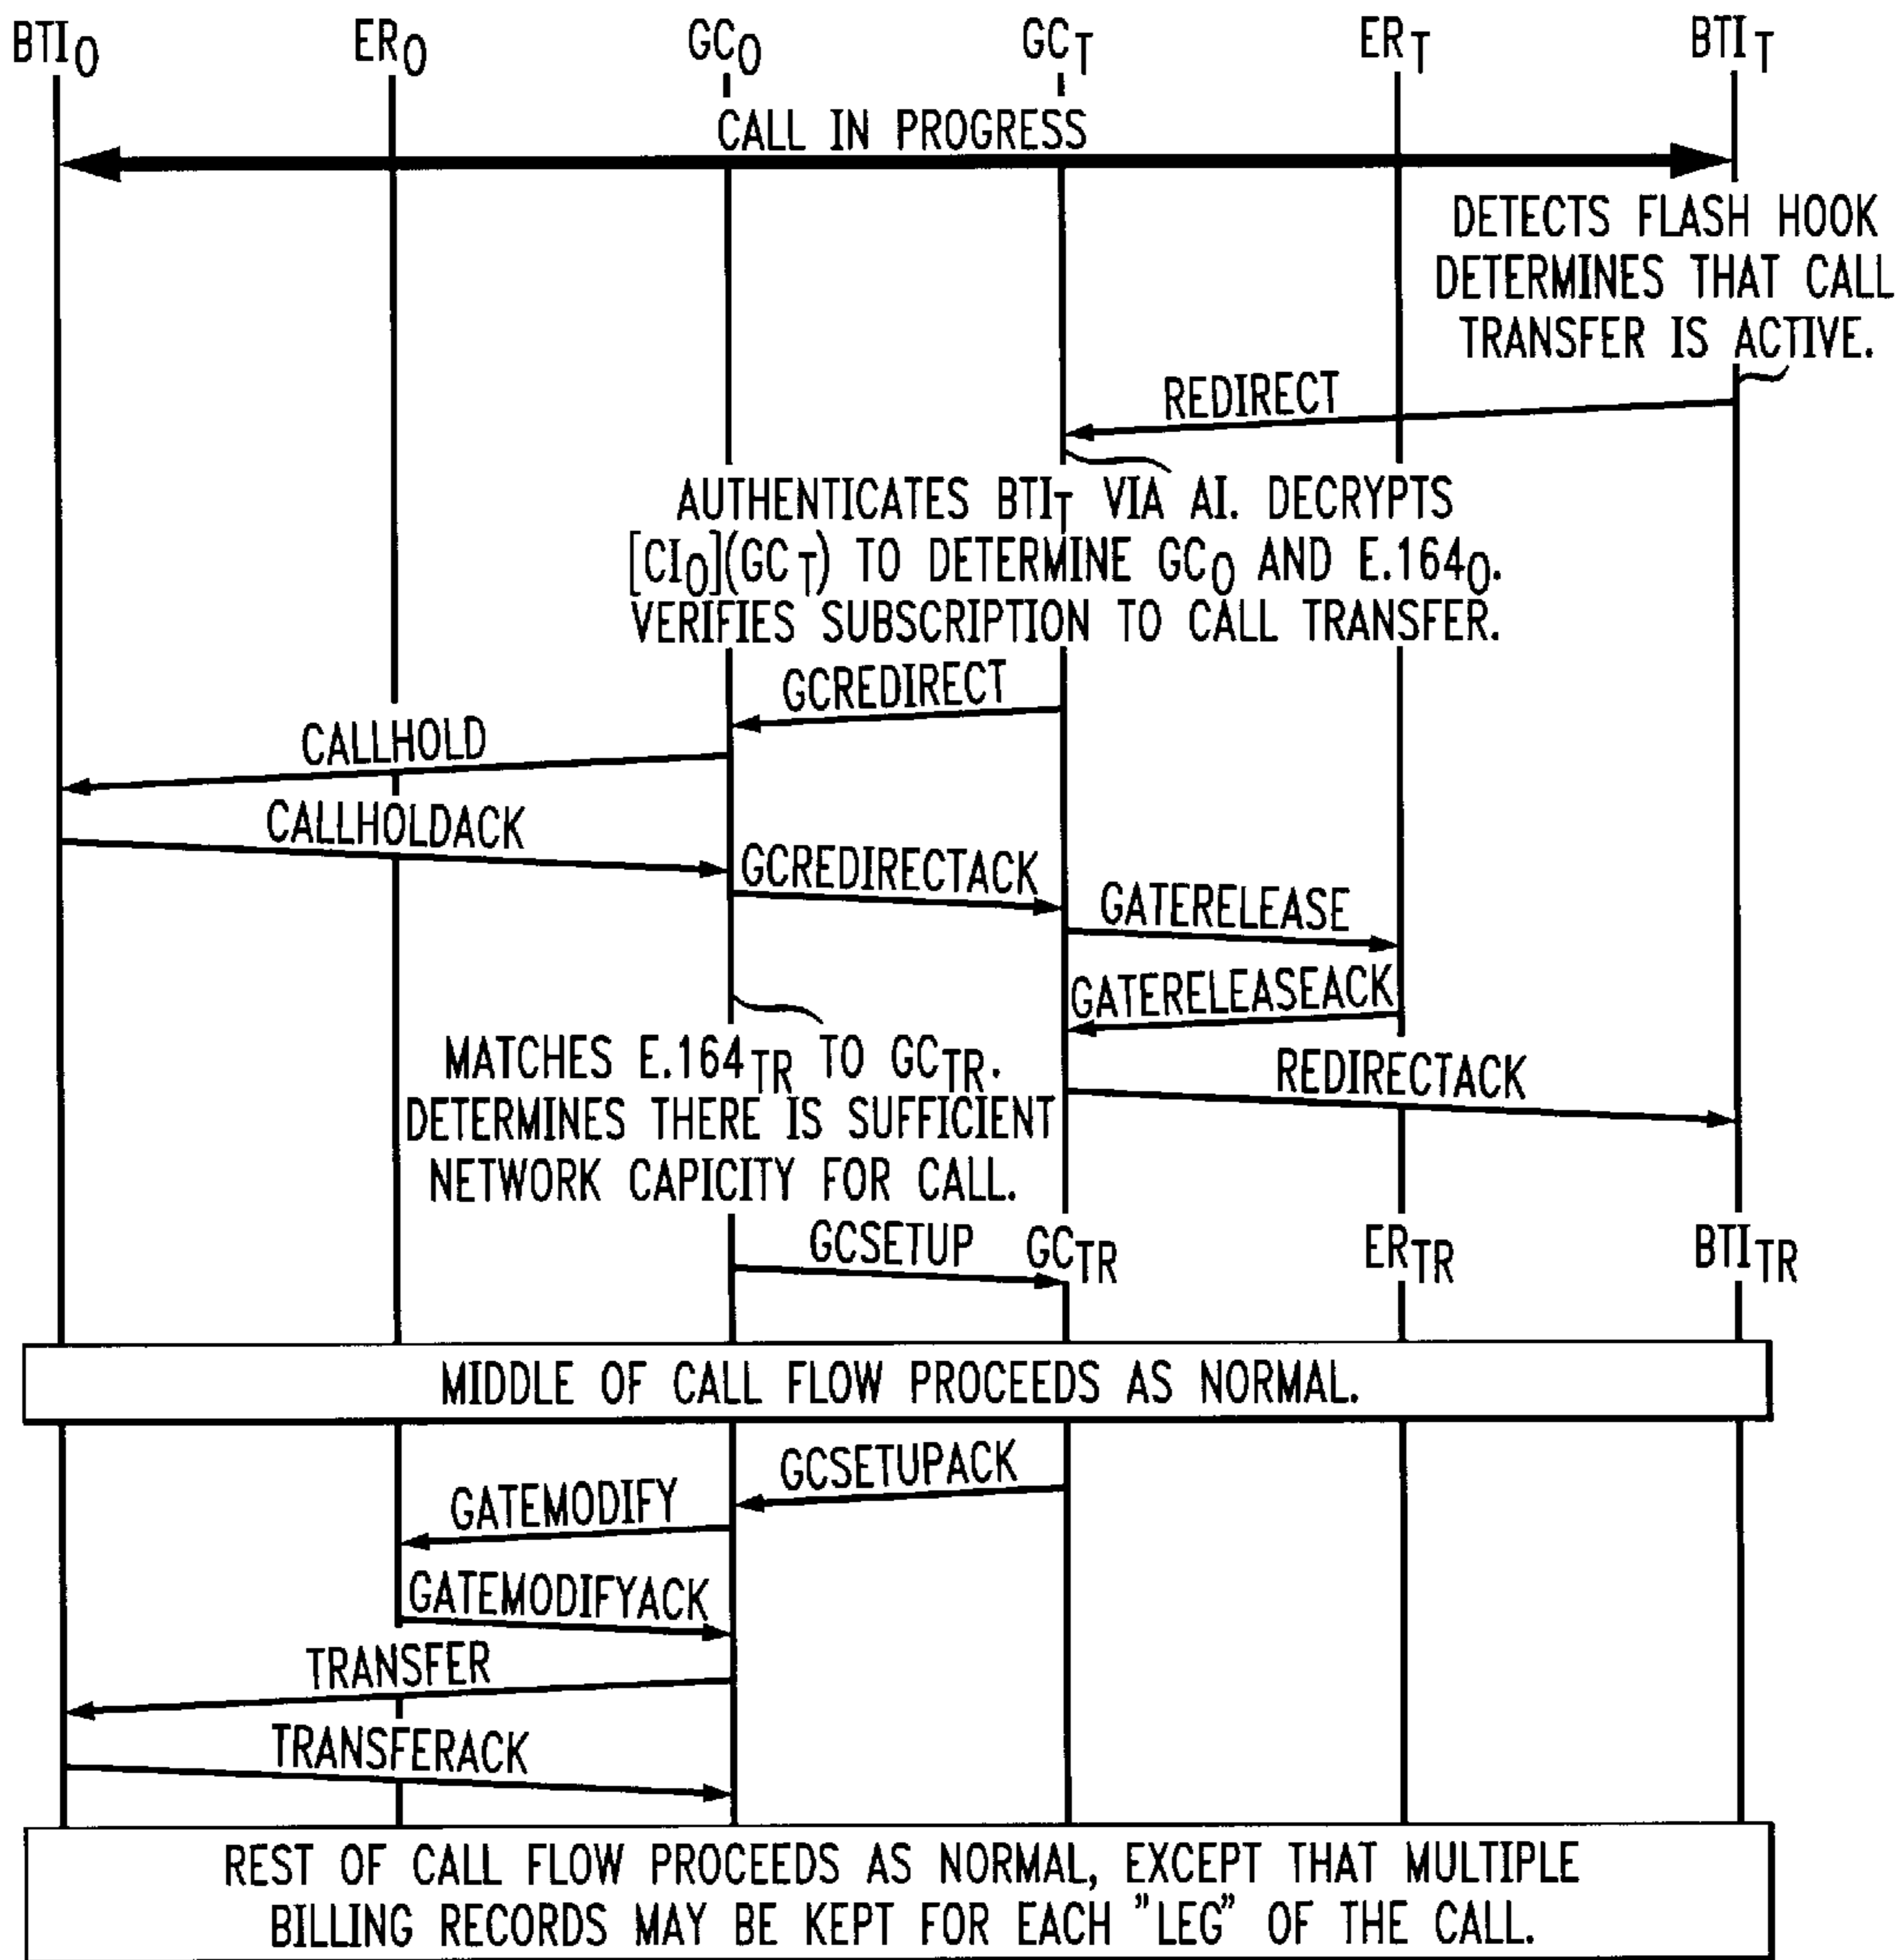 BTIO ERO GCO GCT ERT BTIT
CALL IN PROGRESS
DETECTS FLASH HOOK
DETERMINES THAT CALL
TRANSFER IS ACTIVE.
REDIRECT
AUTHENTICATES BTIT VIA AI. DECRYPTS
[CIO](GCT) TO DETERMINE GCO AND E.164O.
VERIFIES SUBSCRIPTION TO CALL TRANSFER.
GCREDIRECT
CALLHOLD
CALLHOLDACK
GCREDIRECTACK
GATERELEASE
GATERELEASEACK
MATCHES E.164TR TO GCTR.
DETERMINES THERE IS SUFFICIENT
NETWORK CAPICITY FOR CALL.
REDIRECTACK
GCSETUP
GCTR ERTR BTITR
MIDDLE OF CALL FLOW PROCEEDS AS NORMAL.
GCSETUPACK
GATEMODIFY
GATEMODIFYACK
TRANSFER
TRANSFERACK
REST OF CALL FLOW PROCEEDS AS NORMAL, EXCEPT THAT MULTIPLE
BILLING RECORDS MAY BE KEPT FOR EACH "LEG" OF THE CALL.